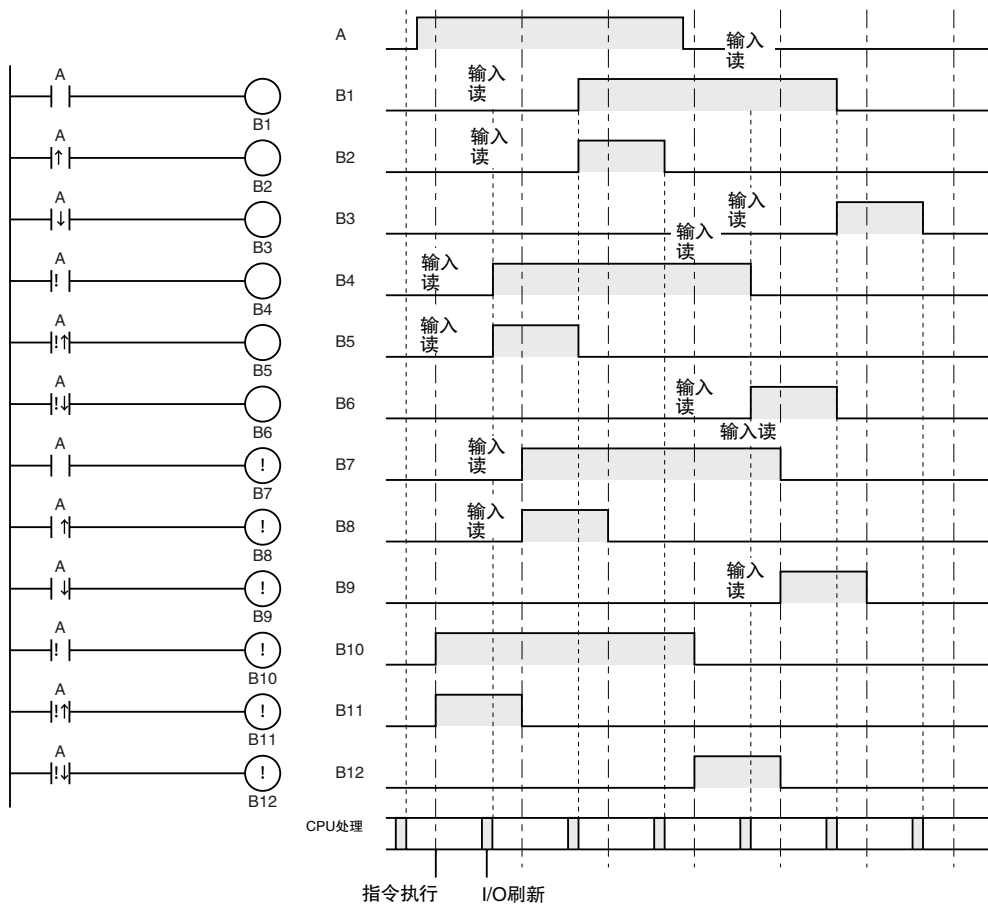 A
B1
A
↑
B2
A
↓
B3
A
!
B4
A
!↑
B5
A
!↓
B6
A
!
B7
A
↑
!
B8
A
↓
!
B9
A
!
!
B10
A
!↑
!
B11
A
!↓
!
B12
A
输入
读
B1
输入
读
B2
输入
读
B3
输入
读
输入
读
B4
输入
读
B5
输入
读
B6
输入
读
输入读
B7
输入
读
B8
输入
读
B9
输入
读
B10
B11
B12
CPU处理
指令执行
I/O刷新